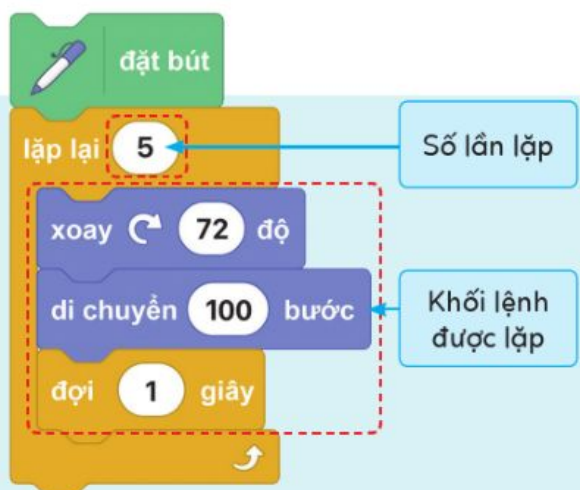 đặt bút
lặp lại 5
Số lần lặp
xoay 72 độ
di chuyển 100 bước
Khối lệnh
được lặp
đợi 1 giây